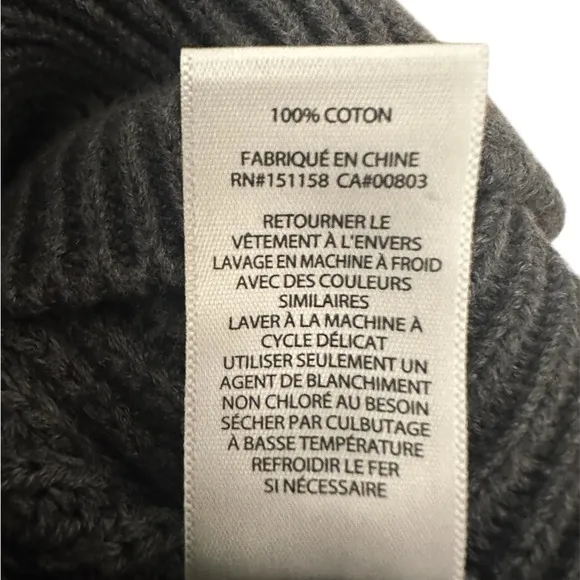 100% COTON
FABRIQUÉ EN CHINE
RN#151158 CA#00803
RETOURNER LE
VÊTEMENT À L'ENVERS
LAVAGE EN MACHINE À FROID
AVEC DES COULEURS
SIMILAIRES
LAVER À LA MACHINE À
CYCLE DÉLICAT
UTILISER SEULEMENT UN
AGENT DE BLANCHIMENT
NON CHLORÉ AU BESOIN
SÉCHER PAR CULBUTAGE
À BASSE TEMPÉRATURE
REFROIDIR LE FER
SI NÉCESSAIRE